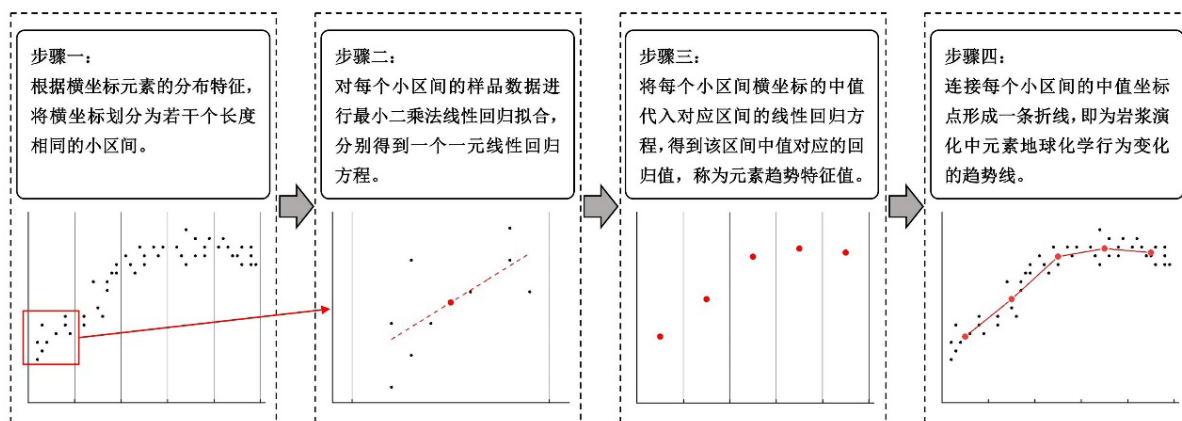 步骤一：
根据横坐标元素的分布特征，
将横坐标划分为若干个长度
相同的小区间。
步骤二：
对每个小区间的样品数据进
行最小二乘法线性回归拟合，
分别得到一个一元线性回归
方程。
步骤三：
将每个小区间横坐标的中值
代入对应区间的线性回归方
程，得到该区间中值对应的回
归值，称为元素趋势特征值。
步骤四：
连接每个小区间的中值坐标
点形成一条折线，即为岩浆演
化中元素地球化学行为变化
的趋势线。